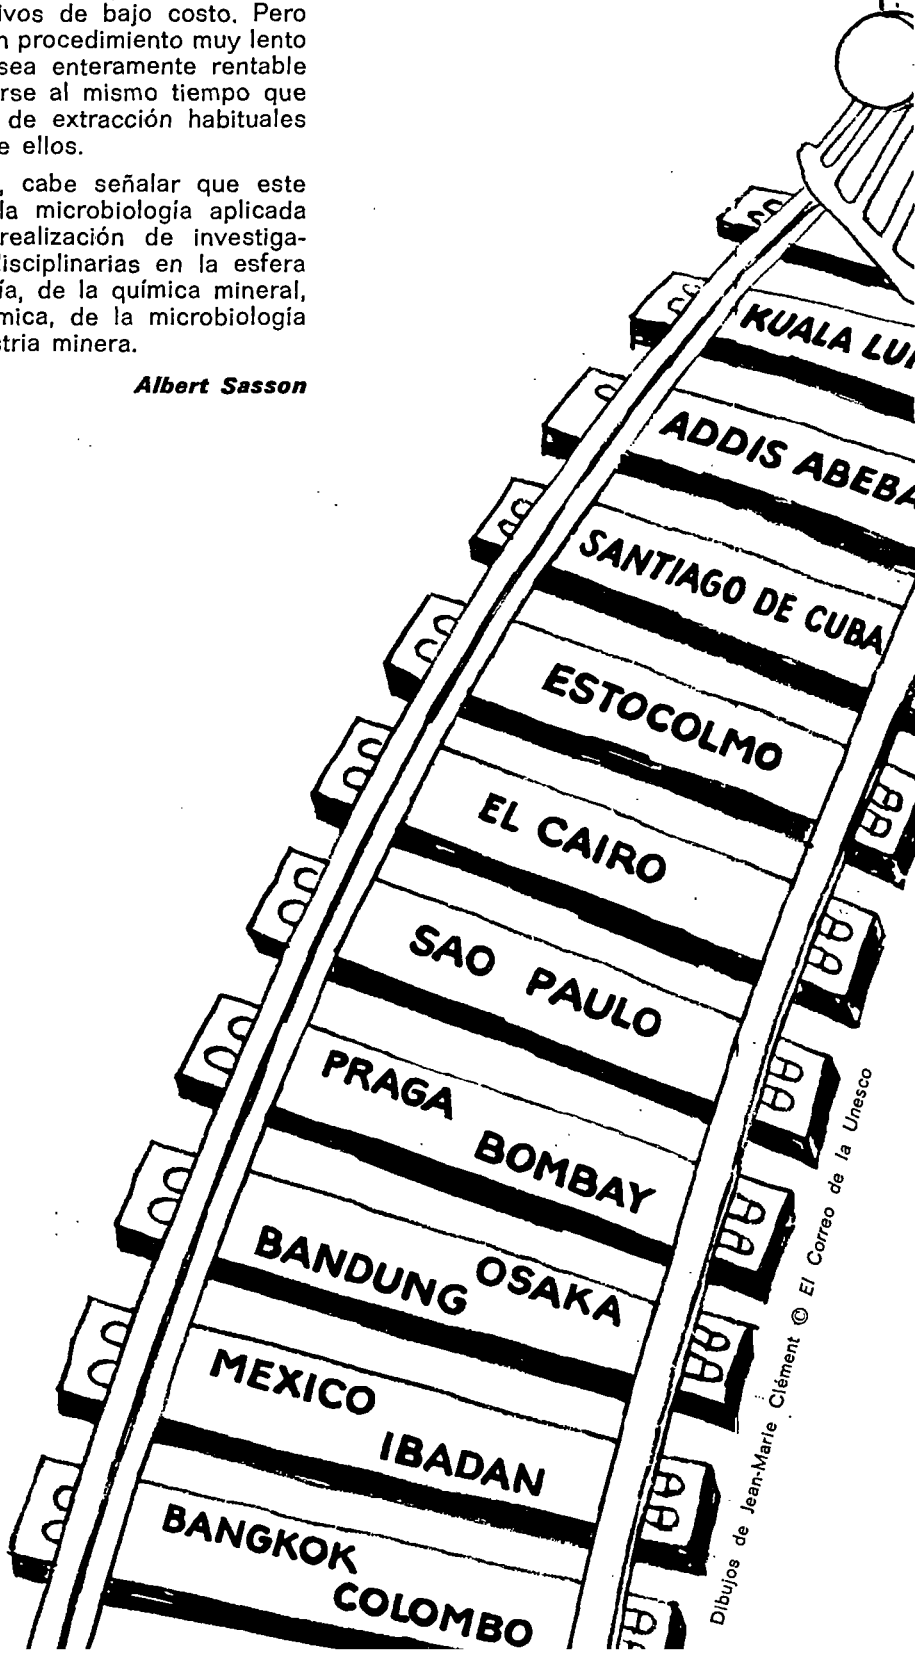 ivos de bajo costo. Pero
n procedimiento muy lento
sea enteramente rentable
rse al mismo tiempo que
de extracción habituales
e ellos.
, cabe señalar que este
la microbiología aplicada
realización de investiga-
disciplinarias en la esfera
ía, de la química mineral,
mica, de la microbiología
stria minera.
Albert Sasson
KUALA LUM
ADDIS ABEBA
SANTIAGO DE CUBA
ESTOCOLMO
EL CAIRO
SAO PAULO
PRAGA
BOMBAY
OSAKA
BANDUNG
MEXICO
IBADAN
BANGKOK
COLOMBO
Dibujos de Jean-Marie Clément © El Correo de la Unesco